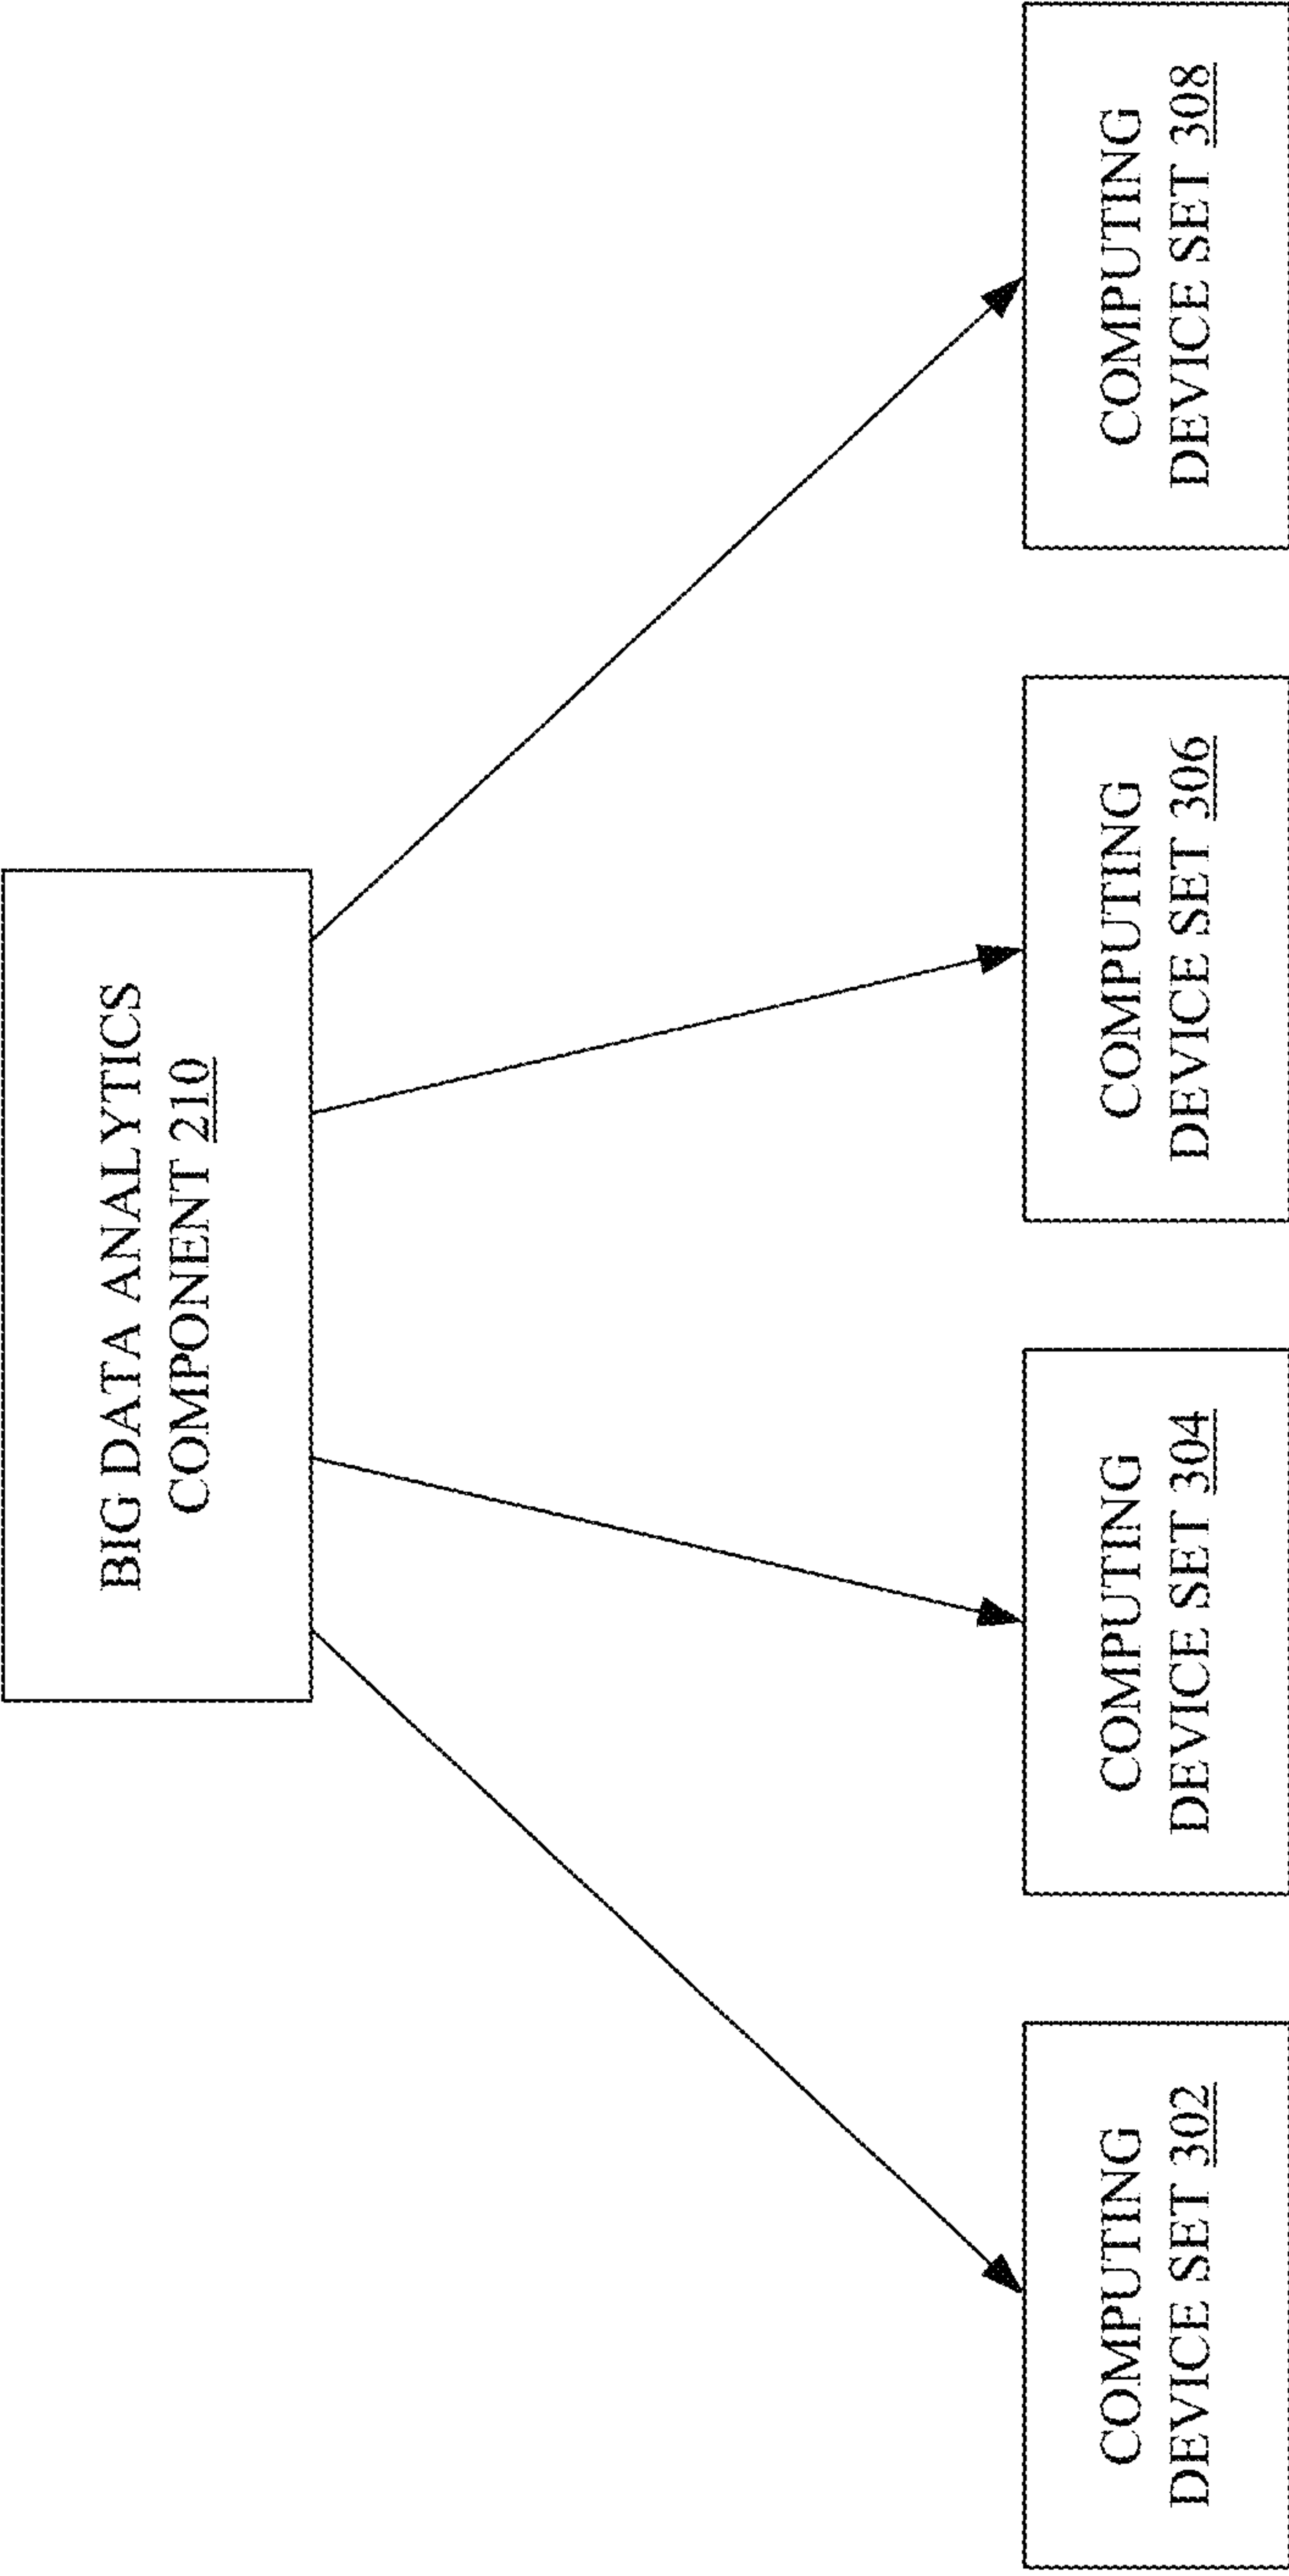 BIG DATA ANALYTICS
COMPONENT 210
COMPUTING
DEVICE SET 302
COMPUTING
DEVICE SET 304
COMPUTING
DEVICE SET 306
COMPUTING
DEVICE SET 308